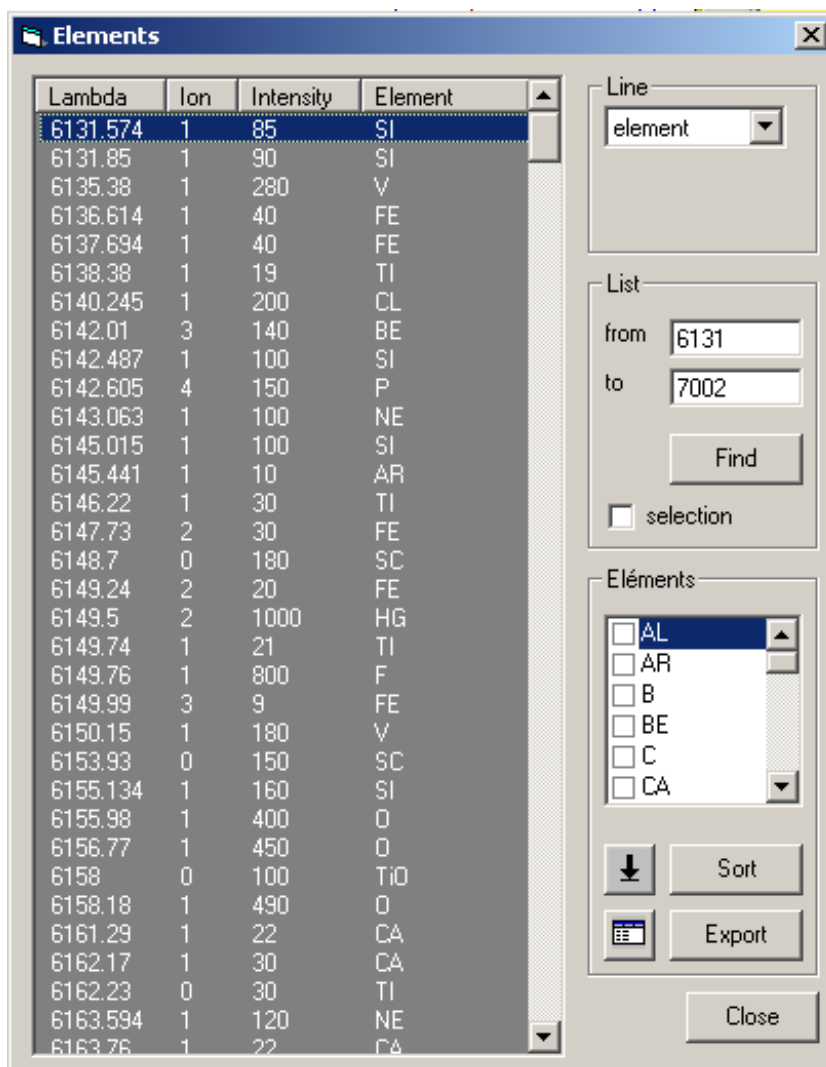 Elements
Lambda Ion Intensity Element
6131.574 1 85 SI
6131.85 1 90 SI
6135.38 1 280 V
6136.614 1 40 FE
6137.694 1 40 FE
6138.38 1 19 TI
6140.245 1 200 CL
6142.01 3 140 BE
6142.487 1 100 SI
6142.605 4 150 P
6143.063 1 100 NE
6145.015 1 100 SI
6145.441 1 10 AR
6146.22 1 30 TI
6147.73 2 30 FE
6148.7 0 180 SC
6149.24 2 20 FE
6149.5 2 1000 HG
6149.74 1 21 TI
6149.76 1 800 F
6149.99 3 9 FE
6150.15 1 180 V
6153.93 0 150 SC
6155.134 1 160 SI
6155.98 1 400 O
6156.77 1 450 O
6158 0 100 TiO
6158.18 1 490 O
6161.29 1 22 CA
6162.17 1 30 CA
6162.23 0 30 TI
6163.594 1 120 NE
6163.76 1 22 CA
Line
element
List
from 6131
to 7002
Find
selection
Eléments
AL
AR
B
BE
C
CA
Sort
Export
Close